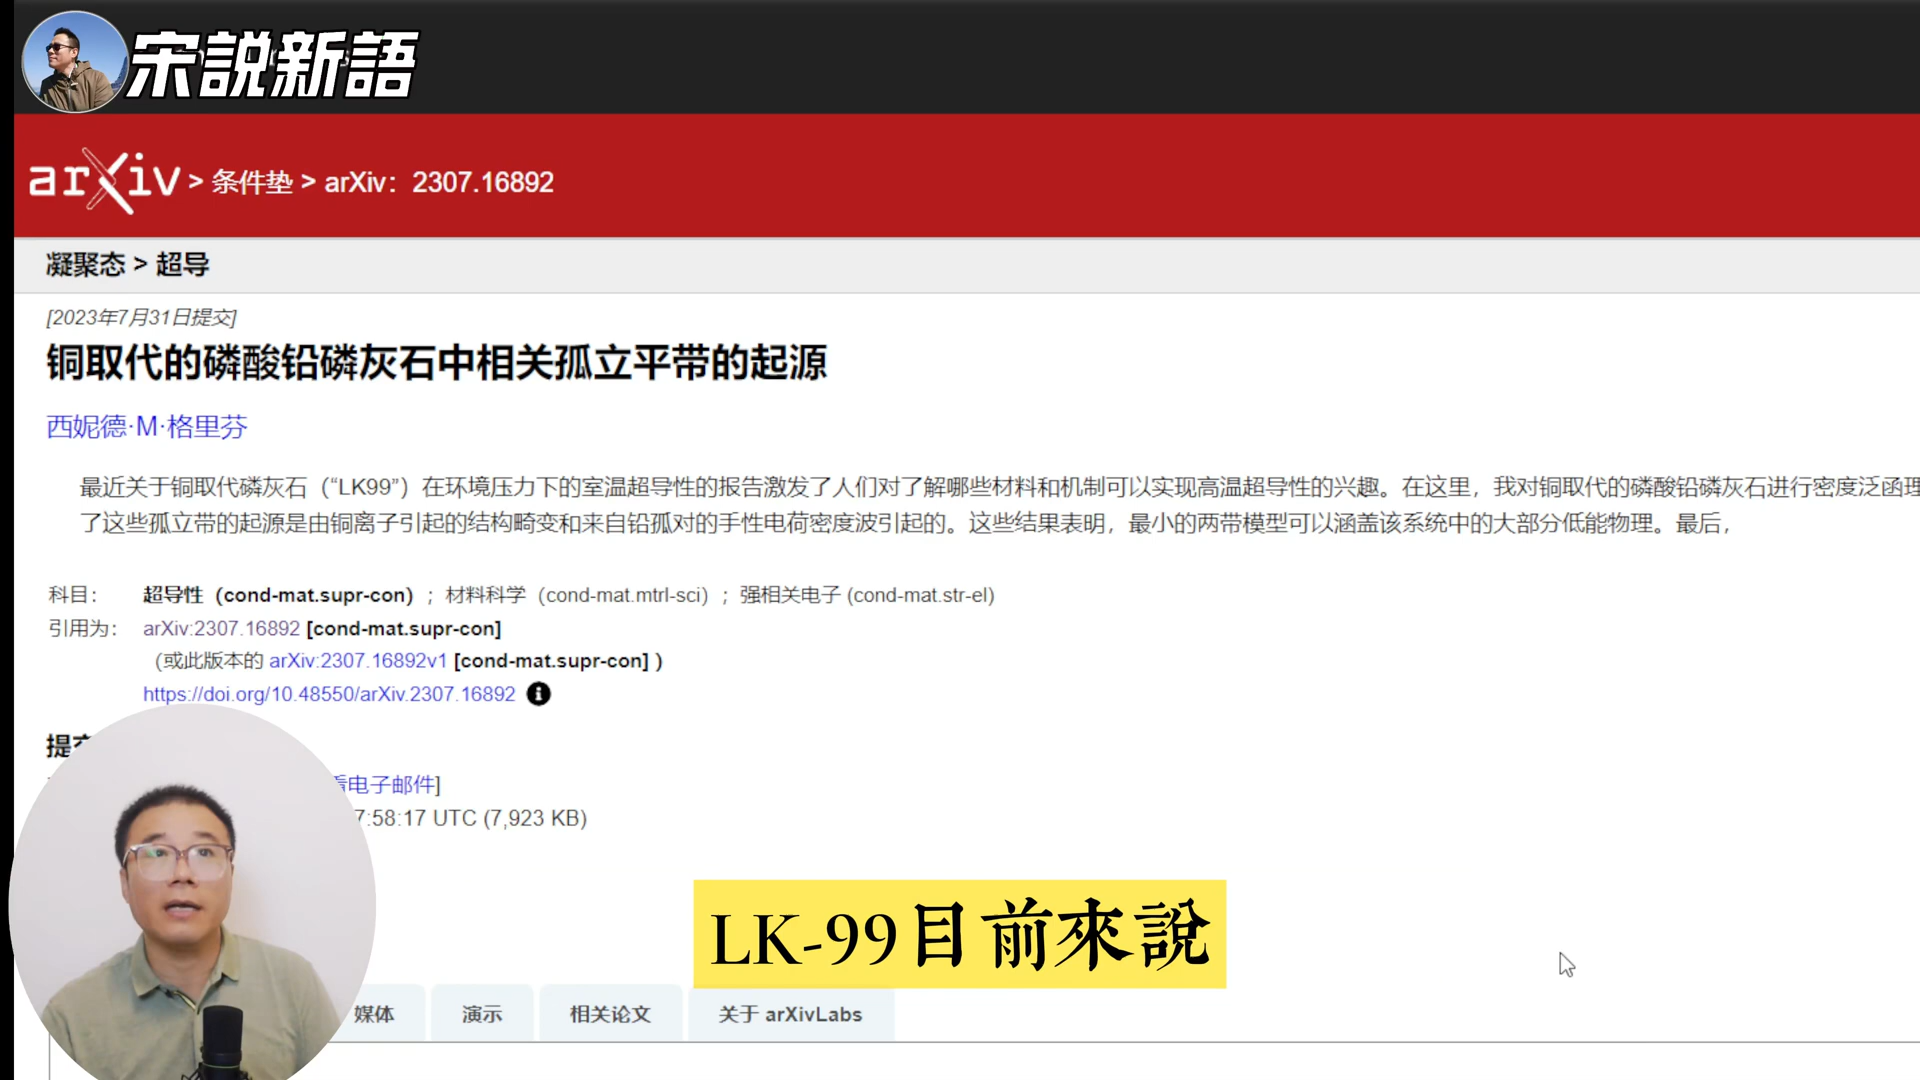 宋説新語
arXiv > 条件垫 > arXiv：2307.16892
凝聚态 > 超导
[2023年7月31日提交]
铜取代的磷酸铅磷灰石中相关孤立平带的起源
西妮德·M·格里芬
最近关于铜取代磷灰石（“LK99”）在环境压力下的室温超导性的报告激发了人们对了解哪些材料和机制可以实现高温超导性的兴趣。在这里，我对铜取代的磷酸铅磷灰石进行密度泛函理
了这些孤立带的起源是由铜离子引起的结构畸变和来自铅孤对的手性电荷密度波引起的。这些结果表明，最小的两带模型可以涵盖该系统中的大部分低能物理。最后，
科目： 超导性（cond-mat.supr-con）；材料科学（cond-mat.mtrl-sci）；强相关电子 (cond-mat.str-el)
引用为： arXiv:2307.16892 [cond-mat.supr-con]
（或此版本的 arXiv:2307.16892v1 [cond-mat.supr-con] ）
https://doi.org/10.48550/arXiv.2307.16892
提交
看电子邮件]
7:58:17 UTC (7,923 KB)
LK-99目前來說
媒体 演示 相关论文 关于 arXivLabs